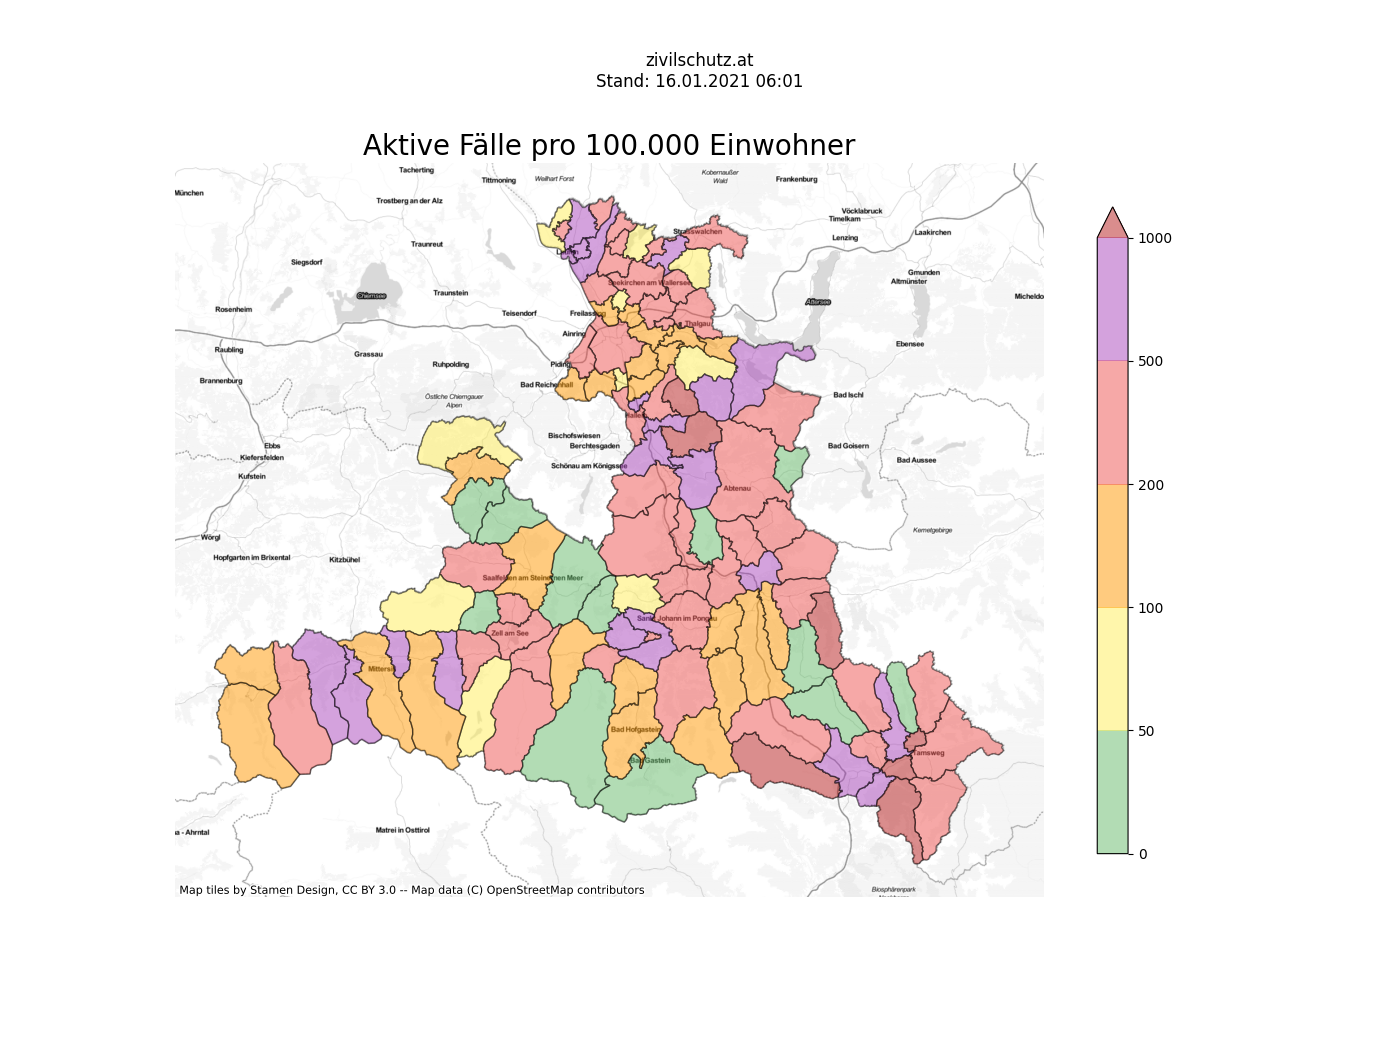 zivilschutz.at
Stand: 16.01.2021 06:01
Aktive Fälle pro 100.000 Einwohner
Tacherting
Tittmoning
Weilhart Forst
Kobernaußer
Wald
Frankenburg
München
Trostberg an der Alz
Vöcklabruck
Timelkam
Laakirchen
Strasswalchen
Lenzing
Traunreut
Siegsdorf
Gmunden
Altmünster
Seekirchen am Wallersee
Chiemsee
Traunstein
Attersee
Micheldo
Rosenheim
Teisendorf
Freilassing
Thalgau
Ainring
Ebensee
Raubling
Grassau
Ruhpolding
Piding
Brannenburg
Bad Reichenhall
Östliche Chiemgauer
Alpen
Bad Ischl
Hallein
Bischofswiesen
Berchtesgaden
Bad Goisern
Ebbs
Kiefersfelden
Schönau am Königssee
Bad Aussee
Kufstein
Abtenau
Kemetgebirge
Wörgl
Hopfgarten im Brixental
Kitzbühel
Saalfelden am Steinernen Meer
Sankt Johann im Pongau
Zell am See
Mittersill
Bad Hofgastein
Bad Gastein
Tamsweg
a - Ahrntal
Matrei in Osttirol
Biosphärenpark
Map tiles by Stamen Design, CC BY 3.0 -- Map data (C) OpenStreetMap contributors
1000
500
200
100
50
0